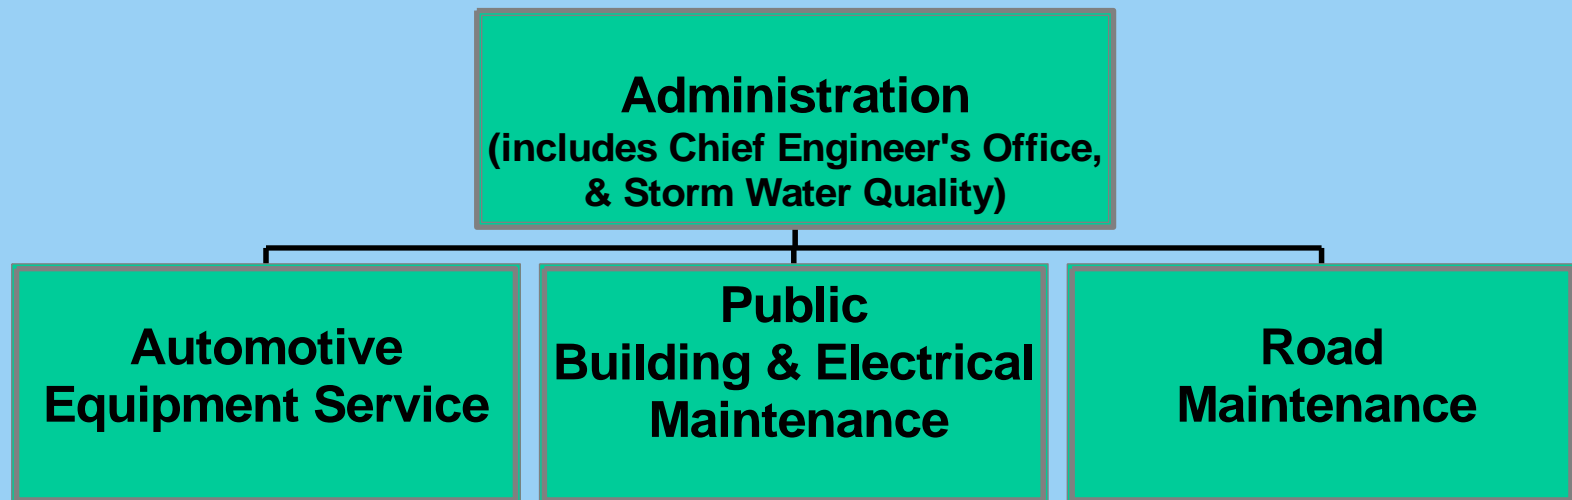 Administration
(includes Chief Engineer's Office,
& Storm Water Quality)
Automotive
Equipment Service
Public
Building & Electrical
Maintenance
Road
Maintenance